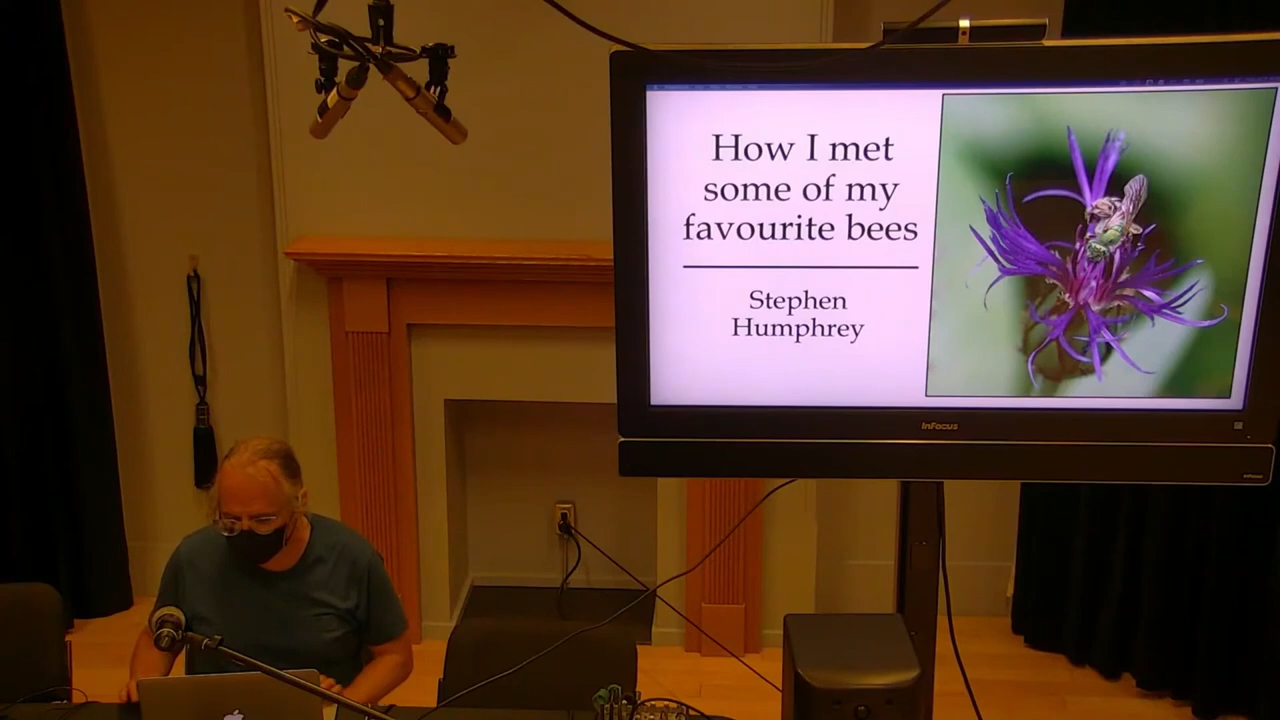 How I met
some of my
favourite bees
Stephen
Humphrey
InFocus